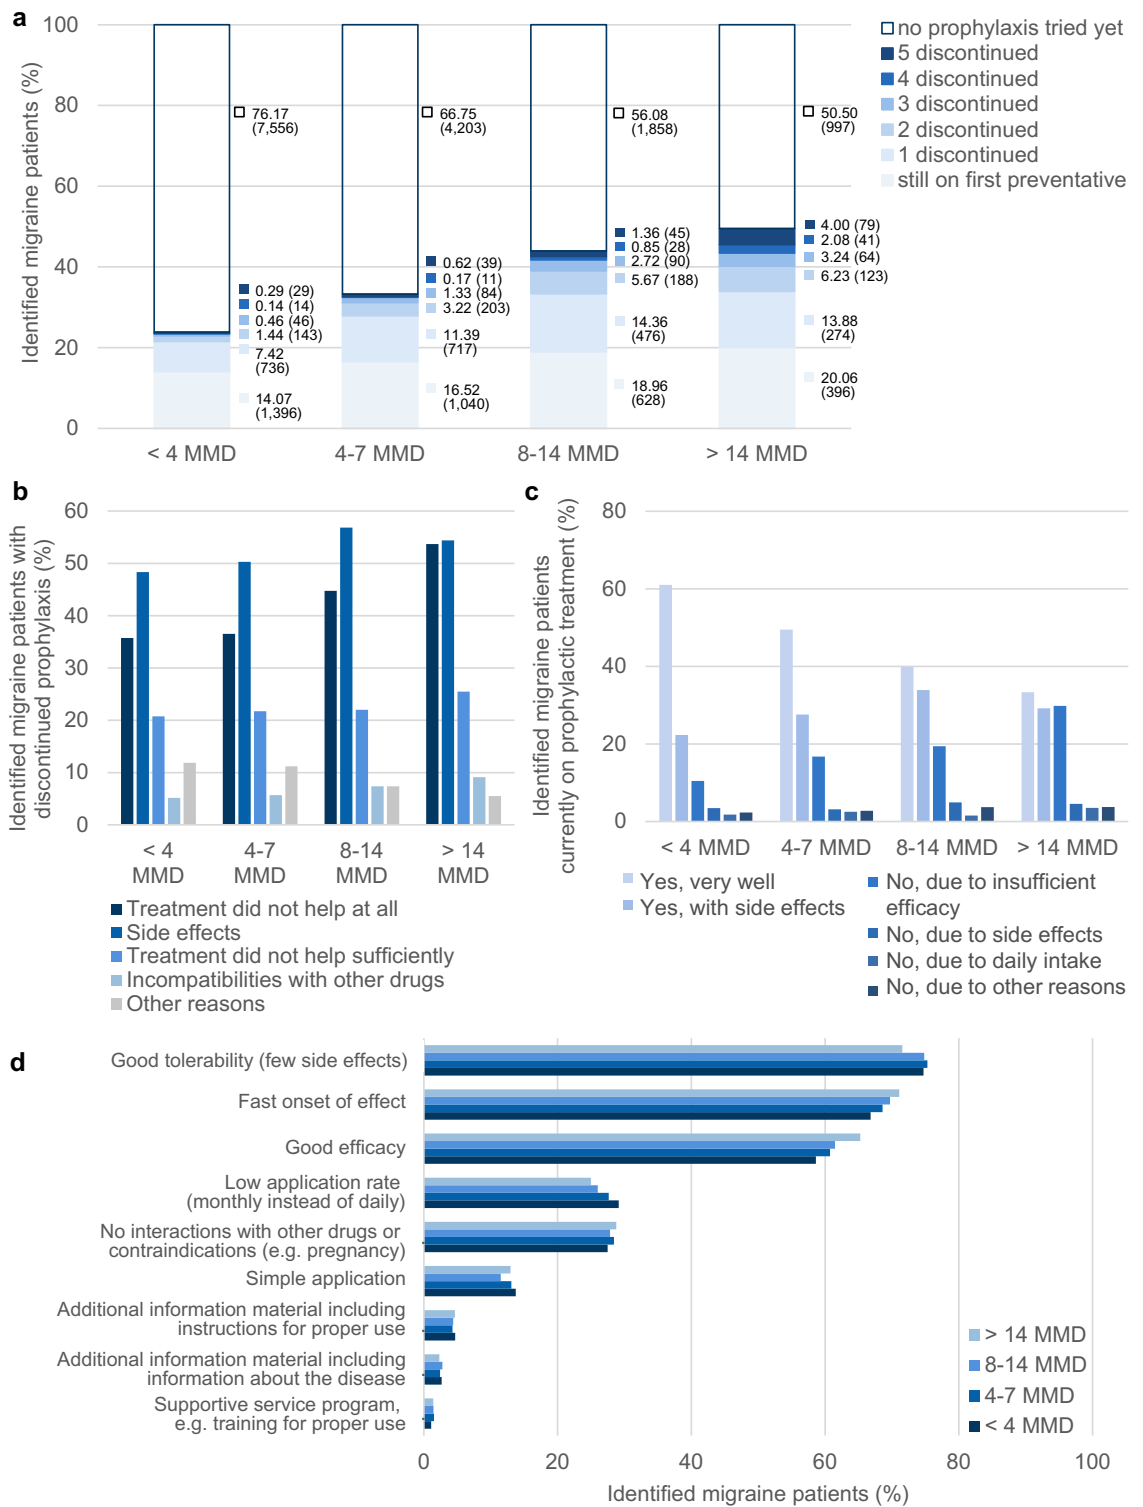 a
Identified migraine patients (%)
100
80
60
40
20
0
76.17
(7,556)
0.29 (29)
0.14 (14)
0.46 (46)
1.44 (143)
7.42
(736)
14.07
(1,396)
66.75
(4,203)
0.62 (39)
0.17 (11)
1.33 (84)
3.22 (203)
11.39
(717)
16.52
(1,040)
56.08
(1,858)
1.36 (45)
0.85 (28)
2.72 (90)
5.67 (188)
14.36
(476)
18.96
(628)
50.50
(997)
4.00 (79)
2.08 (41)
3.24 (64)
6.23 (123)
13.88
(274)
20.06
(396)
< 4 MMD
4-7 MMD
8-14 MMD
> 14 MMD
no prophylaxis tried yet
5 discontinued
4 discontinued
3 discontinued
2 discontinued
1 discontinued
still on first preventative
b
Identified migraine patients with
discontinued prophylaxis (%)
60
50
40
30
20
10
0
< 4
MMD
4-7
MMD
8-14
MMD
> 14
MMD
Treatment did not help at all
Side effects
Treatment did not help sufficiently
Incompatibilities with other drugs
Other reasons
c
Identified migraine patients
currently on prophylactic treatment (%)
80
60
40
20
0
< 4 MMD
4-7 MMD
8-14 MMD
> 14 MMD
Yes, very well
Yes, with side effects
No, due to insufficient
efficacy
No, due to side effects
No, due to daily intake
No, due to other reasons
d
Good tolerability (few side effects)
Fast onset of effect
Good efficacy
Low application rate
(monthly instead of daily)
No interactions with other drugs or
contraindications (e.g. pregnancy)
Simple application
Additional information material including
instructions for proper use
Additional information material including
information about the disease
Supportive service program,
e.g. training for proper use
> 14 MMD
8-14 MMD
4-7 MMD
< 4 MMD
0
20
40
60
80
100
Identified migraine patients (%)